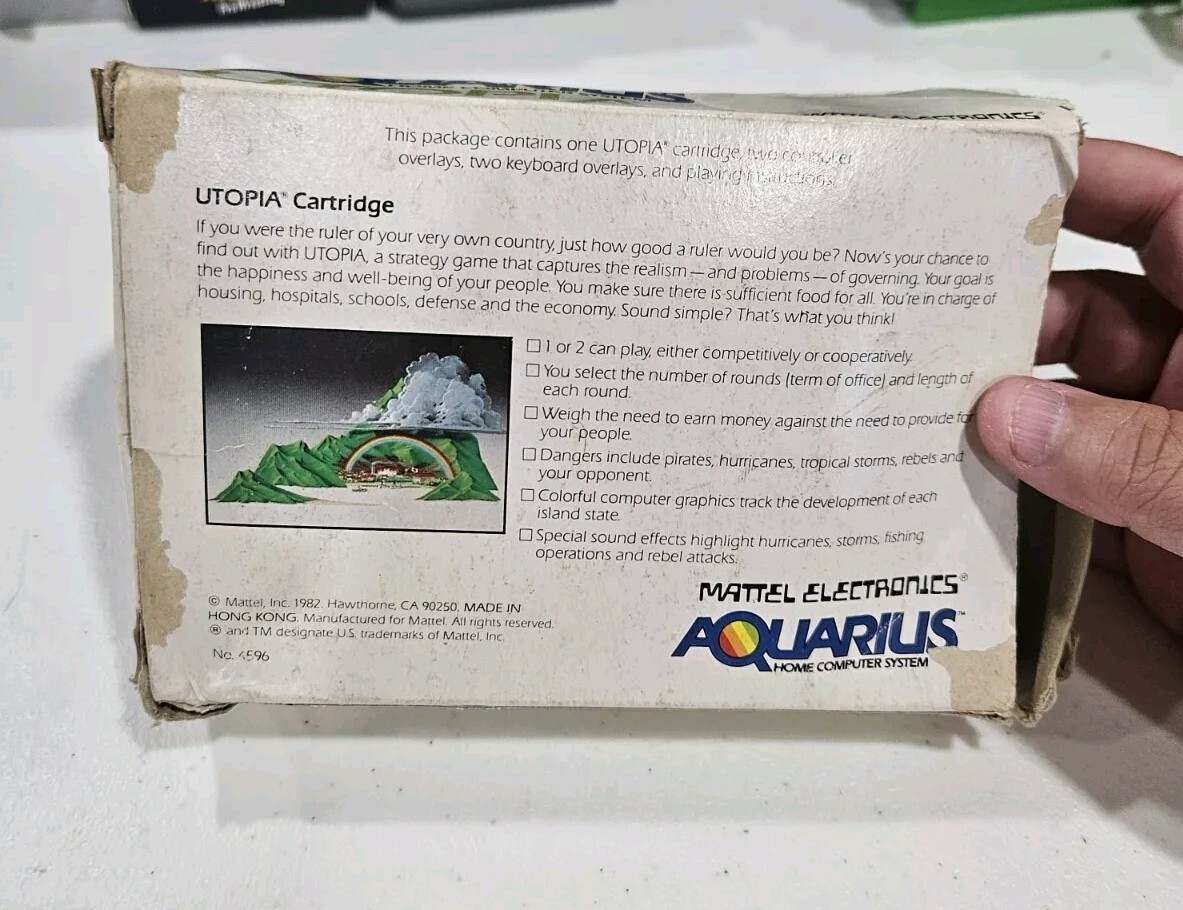 MATTEL ELECTRONICS
This package contains one UTOPIA® cartridge, two computer
overlays, two keyboard overlays, and playing instructions.
UTOPIA® Cartridge
If you were the ruler of your very own country, just how good a ruler would you be? Now's your chance to
find out with UTOPIA, a strategy game that captures the realism — and problems — of governing. Your goal is
the happiness and well-being of your people. You make sure there is sufficient food for all. You're in charge of
housing, hospitals, schools, defense and the economy. Sound simple? That's what you think!
☐ 1 or 2 can play, either competitively or cooperatively.
☐ You select the number of rounds (term of office) and length of
each round.
☐ Weigh the need to earn money against the need to provide for
your people.
☐ Dangers include pirates, hurricanes, tropical storms, rebels and
your opponent.
☐ Colorful computer graphics track the development of each
island state.
☐ Special sound effects highlight hurricanes, storms, fishing
operations and rebel attacks.
© Mattel, Inc. 1982. Hawthorne, CA 90250. MADE IN
HONG KONG. Manufactured for Mattel. All rights reserved.
® and TM designate U.S. trademarks of Mattel, Inc.
No. 4596
MATTEL ELECTRONICS®
AQUARIUS™
HOME COMPUTER SYSTEM